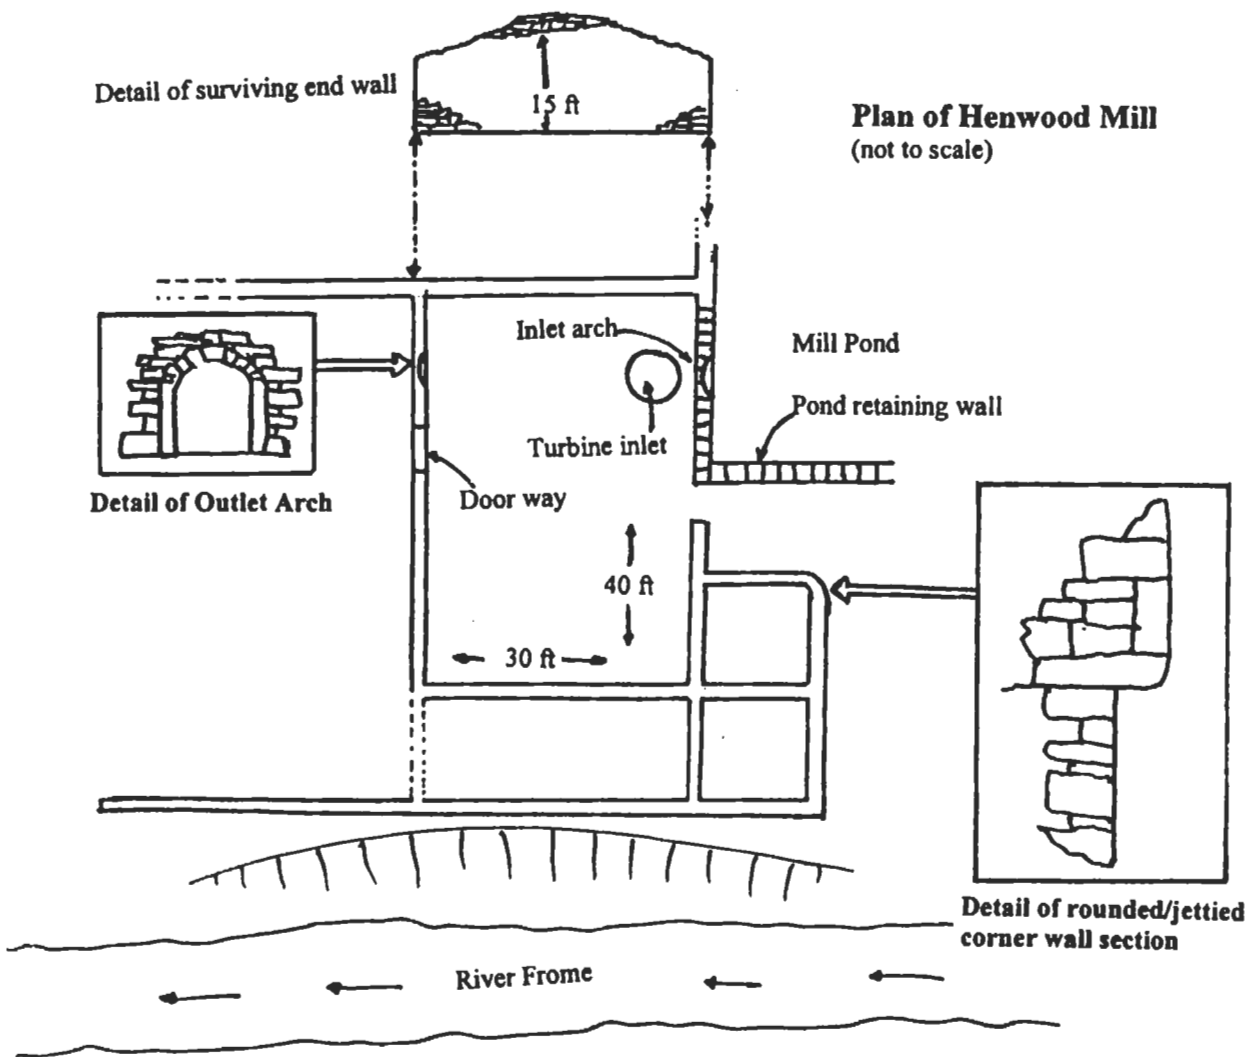 Detail of surviving end wall
15 ft
Plan of Henwood Mill
(not to scale)
Inlet arch
Mill Pond
Pond retaining wall
Turbine inlet
Door way
Detail of Outlet Arch
40 ft
30 ft
Detail of rounded/jettied
corner wall section
River Frome